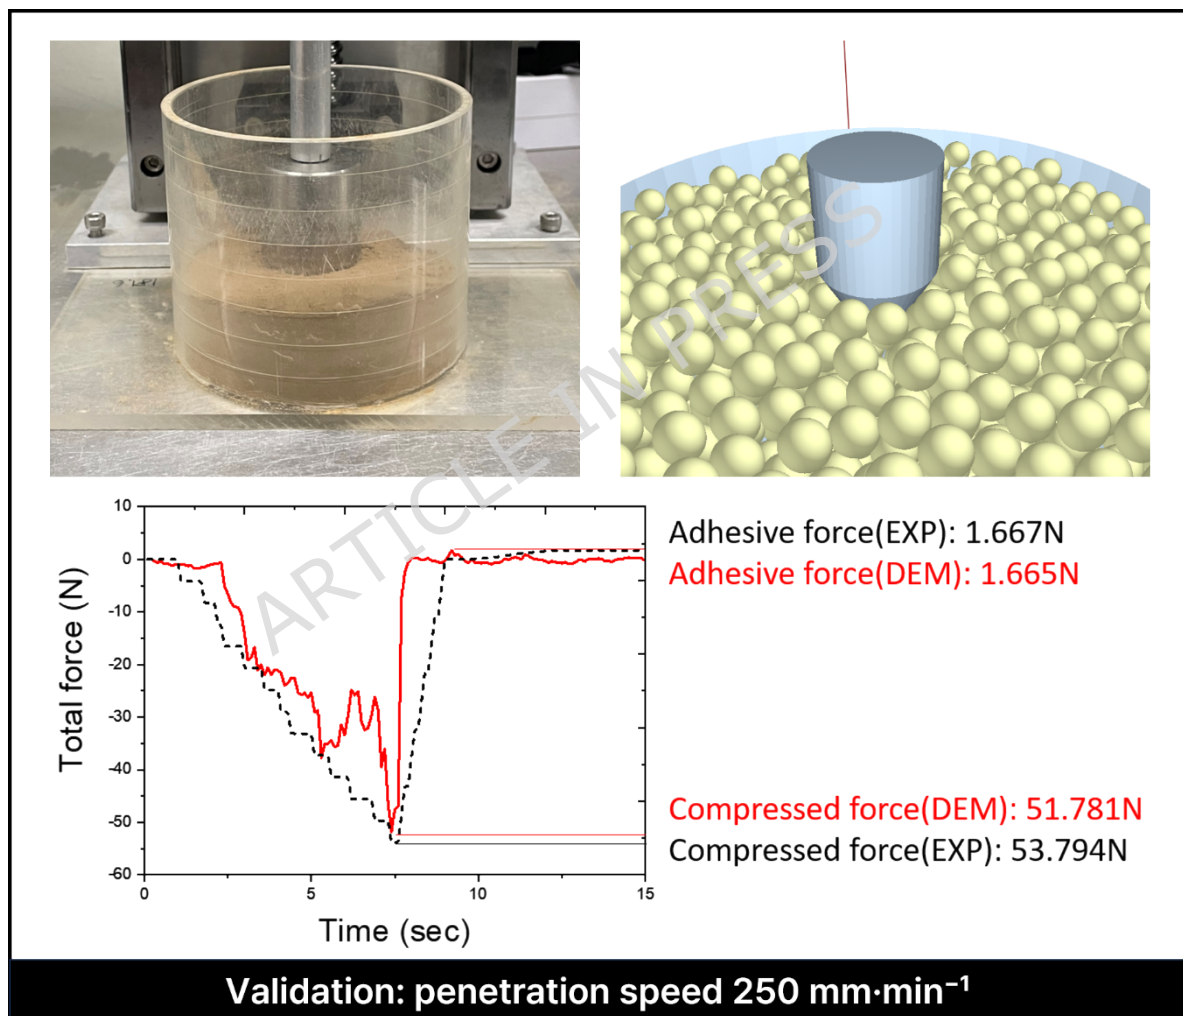 ARTICLE IN PRESS
10
0
-10
-20
-30
-40
-50
-60
Total force (N)
0
5
10
15
Time (sec)
Adhesive force(EXP): 1.667N
Adhesive force(DEM): 1.665N
Compressed force(DEM): 51.781N
Compressed force(EXP): 53.794N
Validation: penetration speed 250 mm·min⁻¹